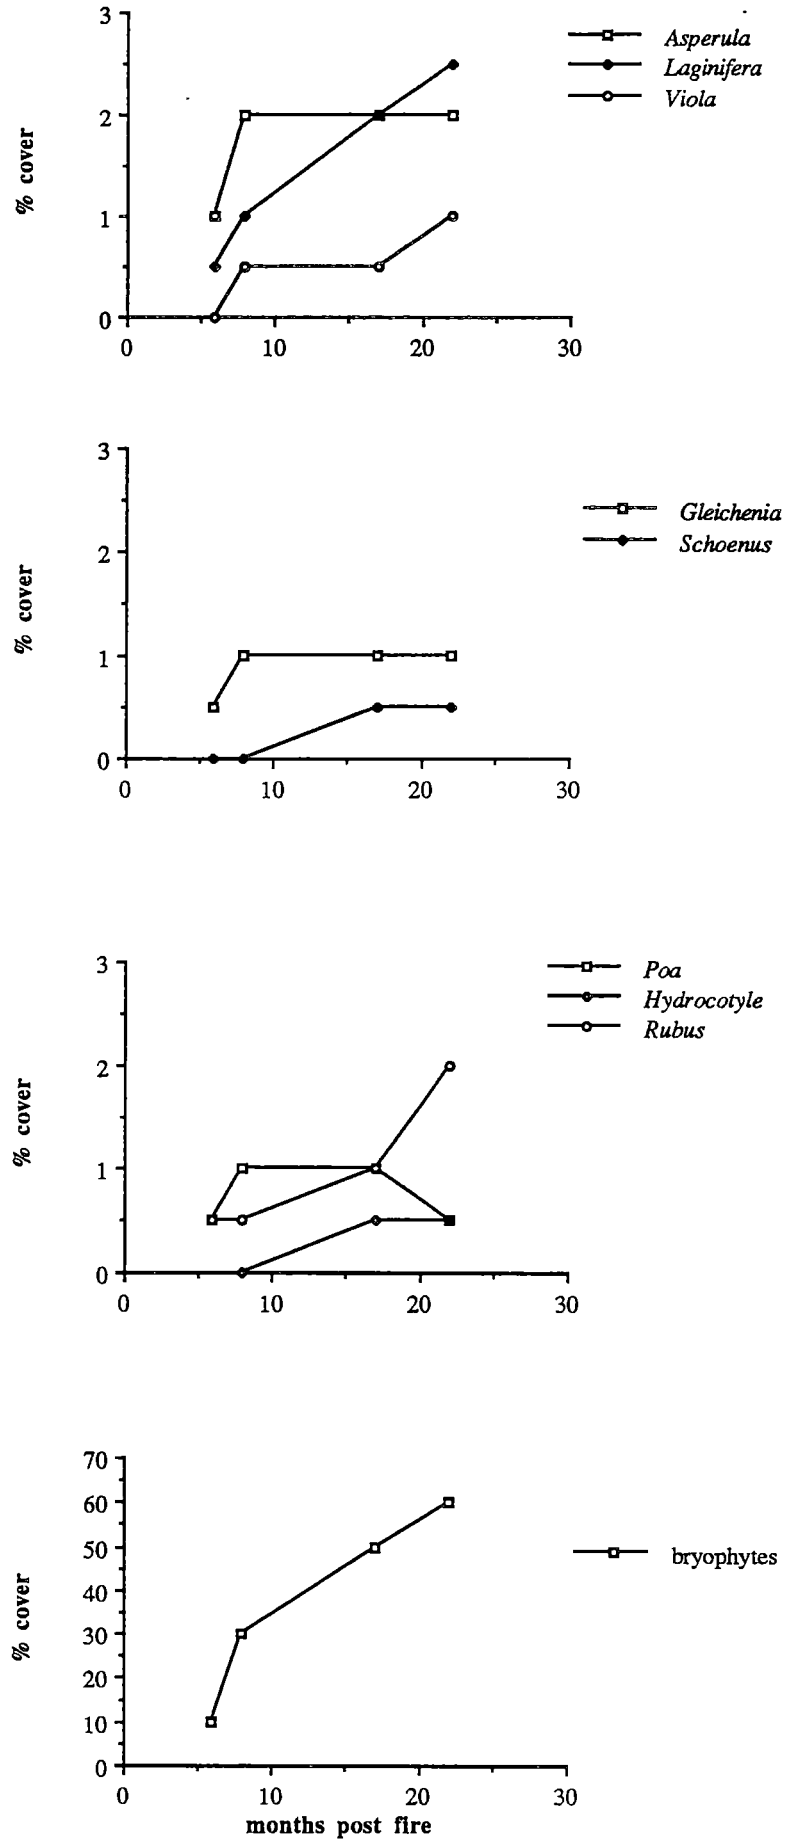 3
2
1
0
% cover
0 10 20 30
Asperula
Laginifera
Viola
3
2
1
0
% cover
0 10 20 30
Gleichenia
Schoenus
3
2
1
0
% cover
0 10 20 30
Poa
Hydrocotyle
Rubus
70
60
50
40
30
20
10
0
% cover
0 10 20 30
months post fire
bryophytes